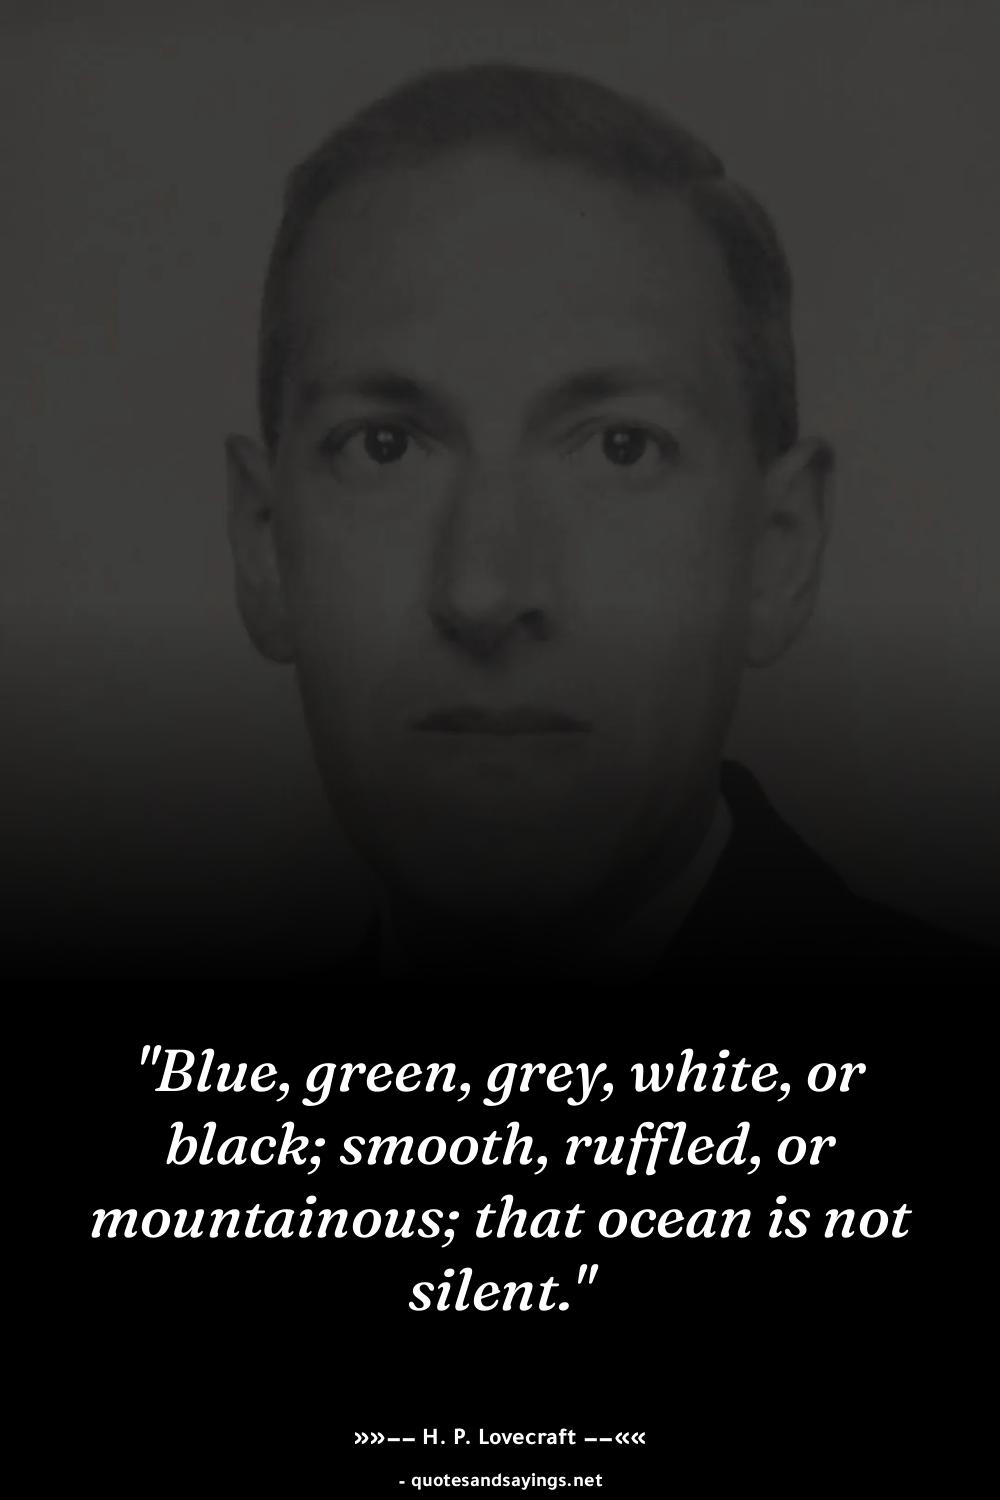 "Blue, green, grey, white, or
black; smooth, ruffled, or
mountainous; that ocean is not
silent."
»»—— H. P. Lovecraft ——««
- quotesandsayings.net